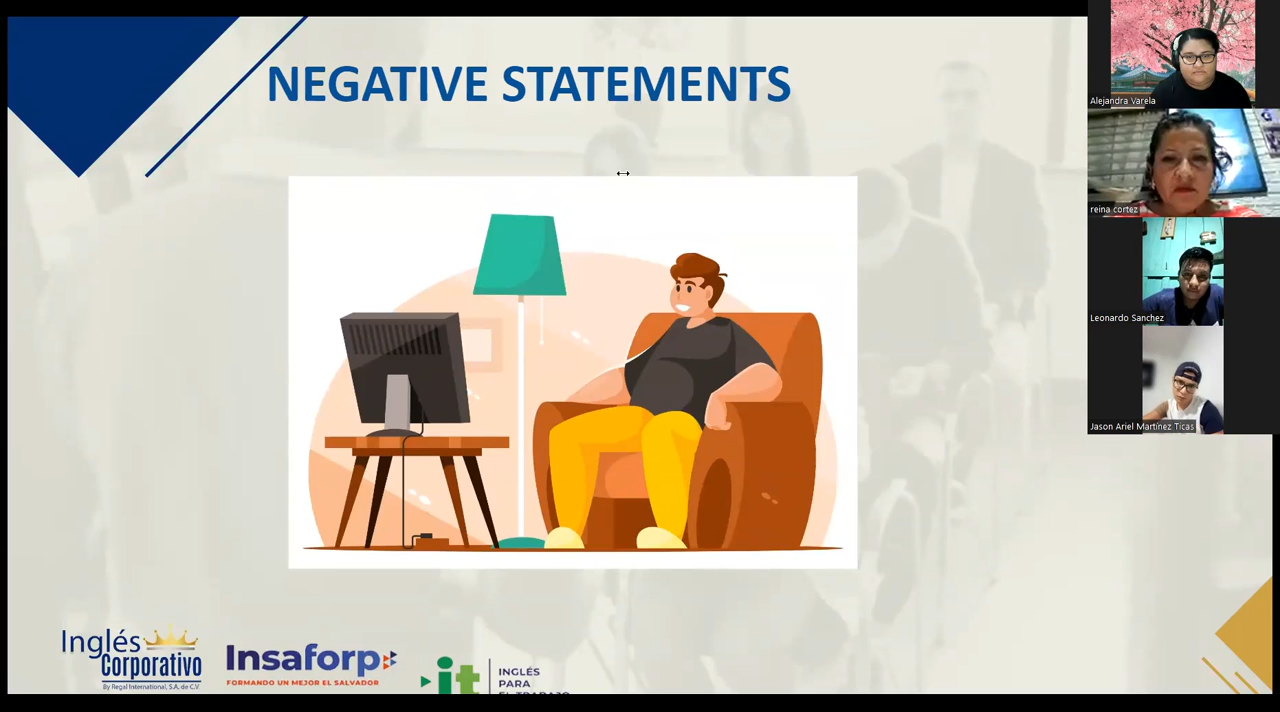 NEGATIVE STATEMENTS
Alejandra Varela
reina cortez
Leonardo Sanchez
Jason Ariel Martínez Ticas
Inglés
Corporativo
By Regal International, S.A. de C.V.
Insaforp
FORMANDO UN MEJOR EL SALVADOR
it
INGLÉS
PARA
EL TRABAJO